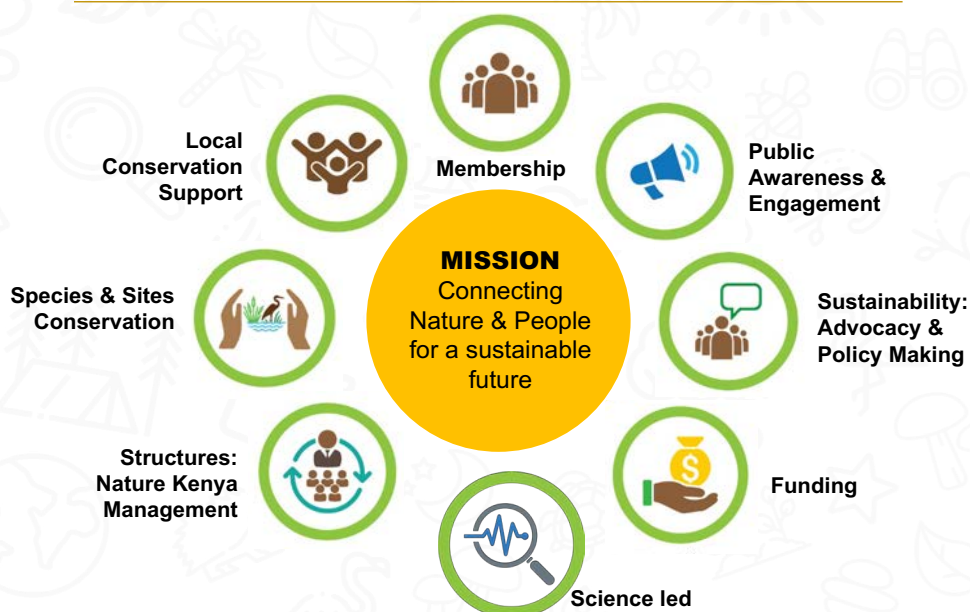 Membership
Public
Awareness &
Engagement
Sustainability:
Advocacy &
Policy Making
Funding
Science led
Structures:
Nature Kenya
Management
Species & Sites
Conservation
Local
Conservation
Support
MISSION
Connecting
Nature & People
for a sustainable
future
$